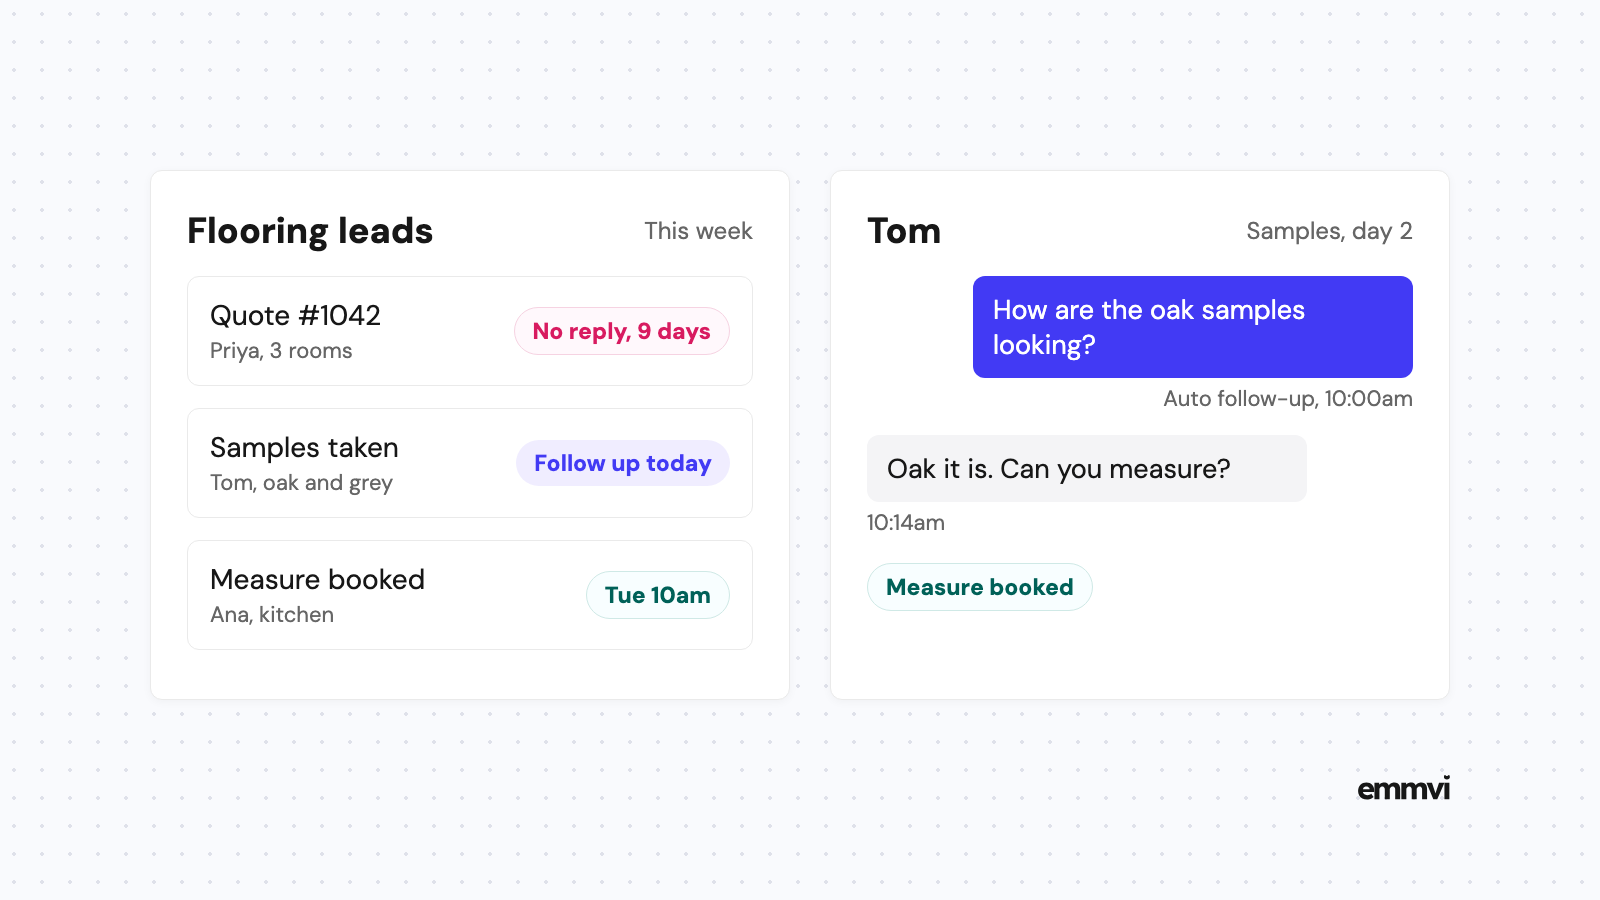 Flooring leads
This week
Quote #1042
Priya, 3 rooms
No reply, 9 days
Samples taken
Tom, oak and grey
Follow up today
Measure booked
Ana, kitchen
Tue 10am
Tom
Samples, day 2
How are the oak samples
looking?
Auto follow-up, 10:00am
Oak it is. Can you measure?
10:14am
Measure booked
emmvi